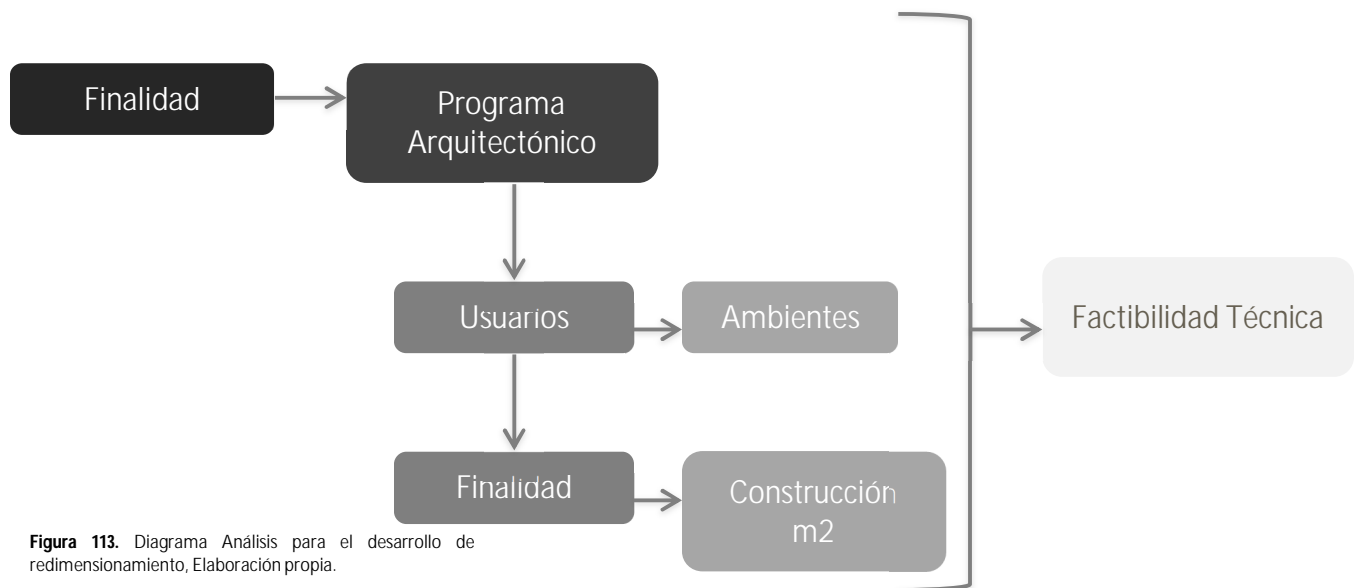 Finalidad
Programa
Arquitectónico
Usuarios
Ambientes
Factibilidad Técnica
Finalidad
Construcción
m2
Figura 113. Diagrama Análisis para el desarrollo de
redimensionamiento, Elaboración propia.